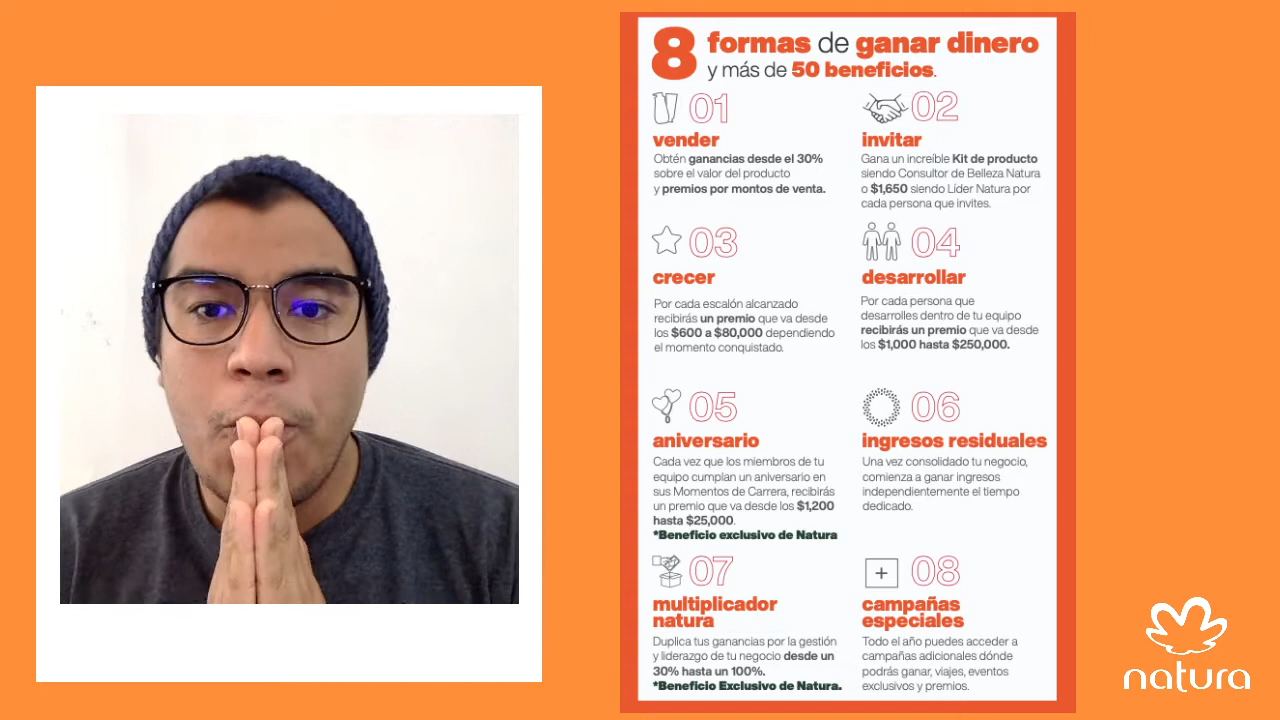 8 formas de ganar dinero
y más de 50 beneficios.
01
vender
Obtén ganancias desde el 30%
sobre el valor del producto
y premios por montos de venta.
02
invitar
Gana un increíble Kit de producto
siendo Consultor de Belleza Natura
o $1,650 siendo Líder Natura por
cada persona que invites.
03
crecer
Por cada escalón alcanzado
recibirás un premio que va desde
los $600 a $80,000 dependiendo
el momento conquistado.
04
desarrollar
Por cada persona que
desarrolles dentro de tu equipo
recibirás un premio que va desde
los $1,000 hasta $250,000.
05
aniversario
Cada vez que los miembros de tu
equipo cumplan un aniversario en
sus Momentos de Carrera, recibirás
un premio que va desde los $1,200
hasta $25,000.
*Beneficio exclusivo de Natura
06
ingresos residuales
Una vez consolidado tu negocio,
comienza a ganar ingresos
independientemente el tiempo
dedicado.
07
multiplicador
natura
Duplica tus ganancias por la gestión
y liderazgo de tu negocio desde un
30% hasta un 100%.
*Beneficio Exclusivo de Natura.
08
campañas
especiales
Todo el año puedes acceder a
campañas adicionales dónde
podrás ganar, viajes, eventos
exclusivos y premios.
natura